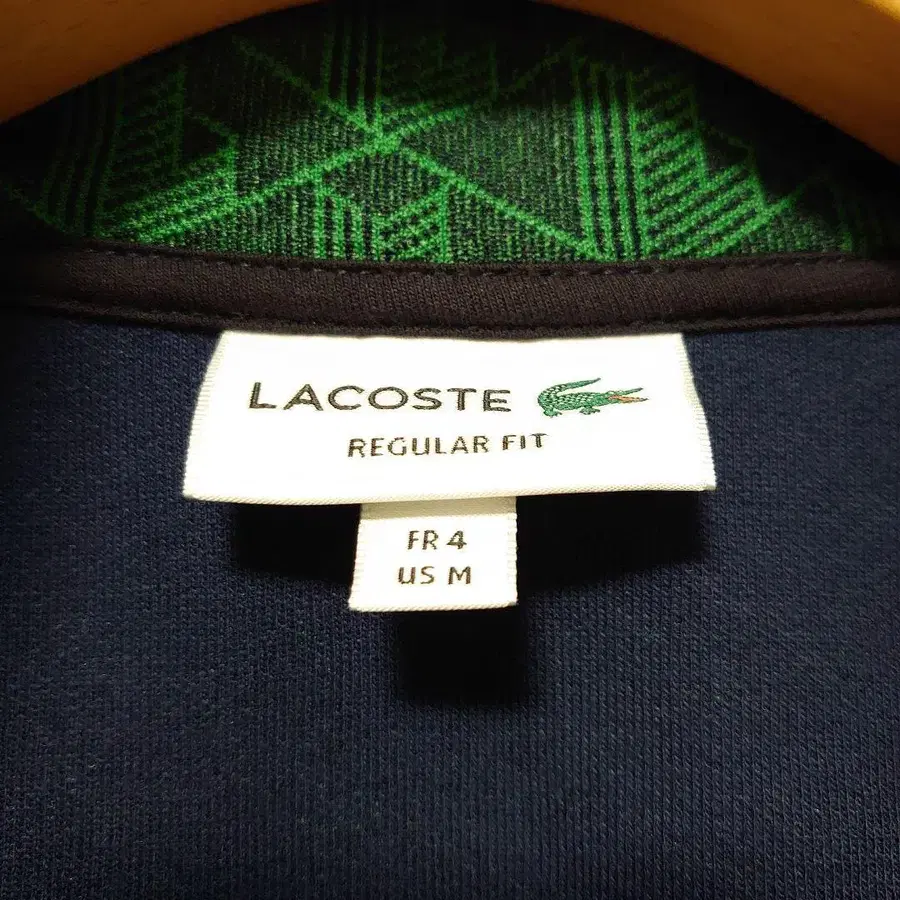 LACOSTE
REGULAR FIT
FR 4
US M